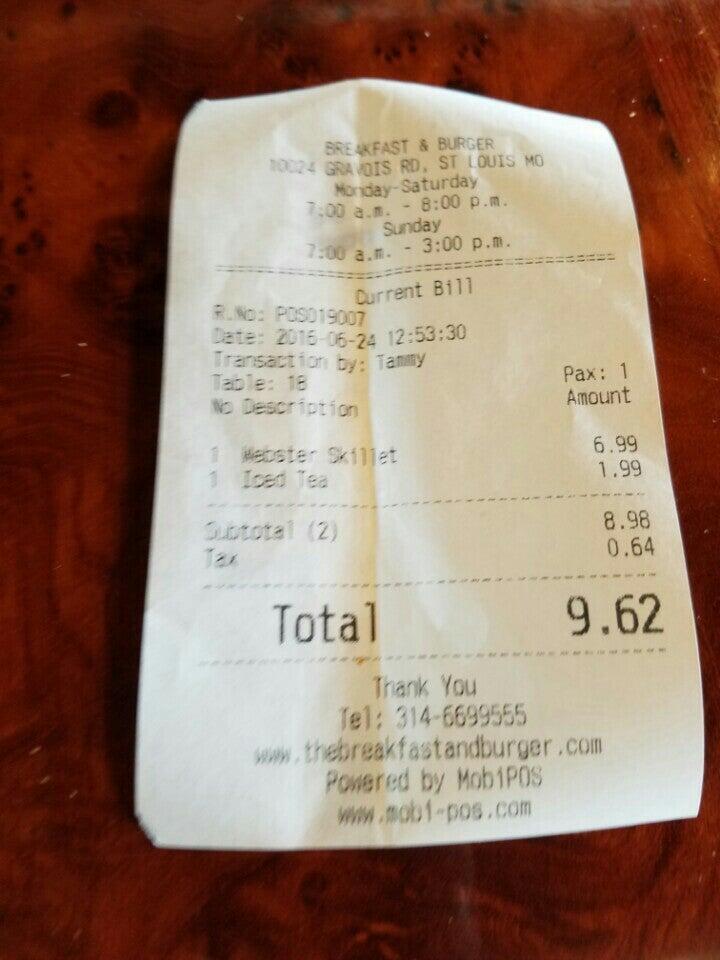 BREAKFAST & BURGER
10024 GRAVOIS RD, ST LOUIS MO
Monday-Saturday
7:00 a.m. - 8:00 p.m.
Sunday
7:00 a.m. - 3:00 p.m.
Current Bill
R.No: POS019007
Date: 2016-06-24 12:53:30
Transaction by: Tammy
Table: 18 Pax: 1
No Description Amount
1 Webster Skillet 6.99
1 Iced Tea 1.99
Subtotal (2) 8.98
Tax 0.64
Total 9.62
Thank You
Tel: 314-6699555
www.thebreakfastandburger.com
Powered by MobiPOS
www.mobi-pos.com